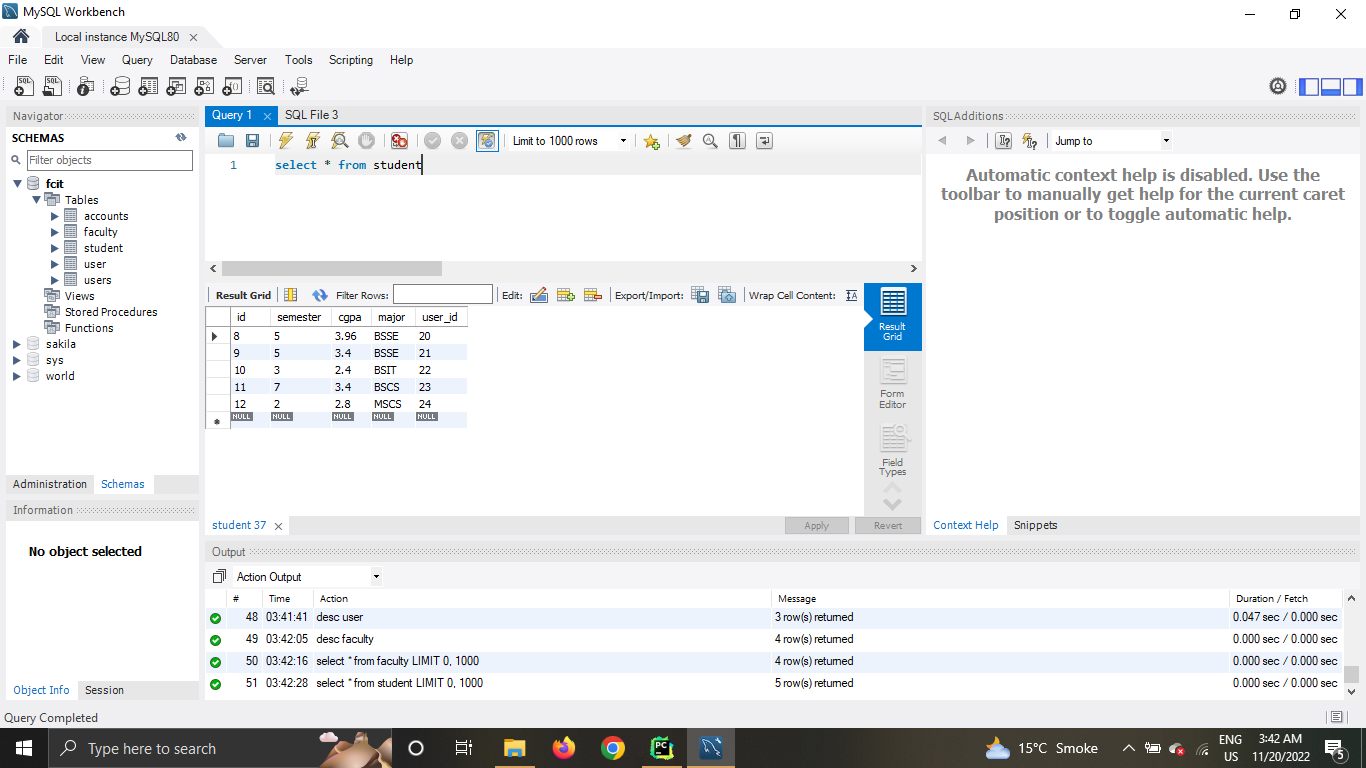 MySQL Workbench
Local instance MySQL80
File Edit View Query Database Server Tools Scripting Help
Navigator
SCHEMAS
Filter objects
fcit
Tables
accounts
faculty
student
user
users
Views
Stored Procedures
Functions
sakila
sys
world
Administration Schemas
Information
No object selected
Object Info Session
Query 1 SQL File 3
Limit to 1000 rows
1 select * from student
Result Grid Filter Rows: Edit: Export/Import: Wrap Cell Content:
id semester cgpa major user_id
8 5 3.96 BSSE 20
9 5 3.4 BSSE 21
10 3 2.4 BSIT 22
11 7 3.4 BSCS 23
12 2 2.8 MSCS 24
NULL NULL NULL NULL NULL
Result
Grid
Form
Editor
Field
Types
student 37
Apply Revert
SQLAdditions
Jump to
Automatic context help is disabled. Use the
toolbar to manually get help for the current caret
position or to toggle automatic help.
Context Help Snippets
Output
Action Output
# Time Action Message Duration / Fetch
48 03:41:41 desc user 3 row(s) returned 0.047 sec / 0.000 sec
49 03:42:05 desc faculty 4 row(s) returned 0.000 sec / 0.000 sec
50 03:42:16 select * from faculty LIMIT 0, 1000 4 row(s) returned 0.000 sec / 0.000 sec
51 03:42:28 select * from student LIMIT 0, 1000 5 row(s) returned 0.000 sec / 0.000 sec
Query Completed
Type here to search
PC
15°C Smoke
ENG
US
3:42 AM
11/20/2022
5